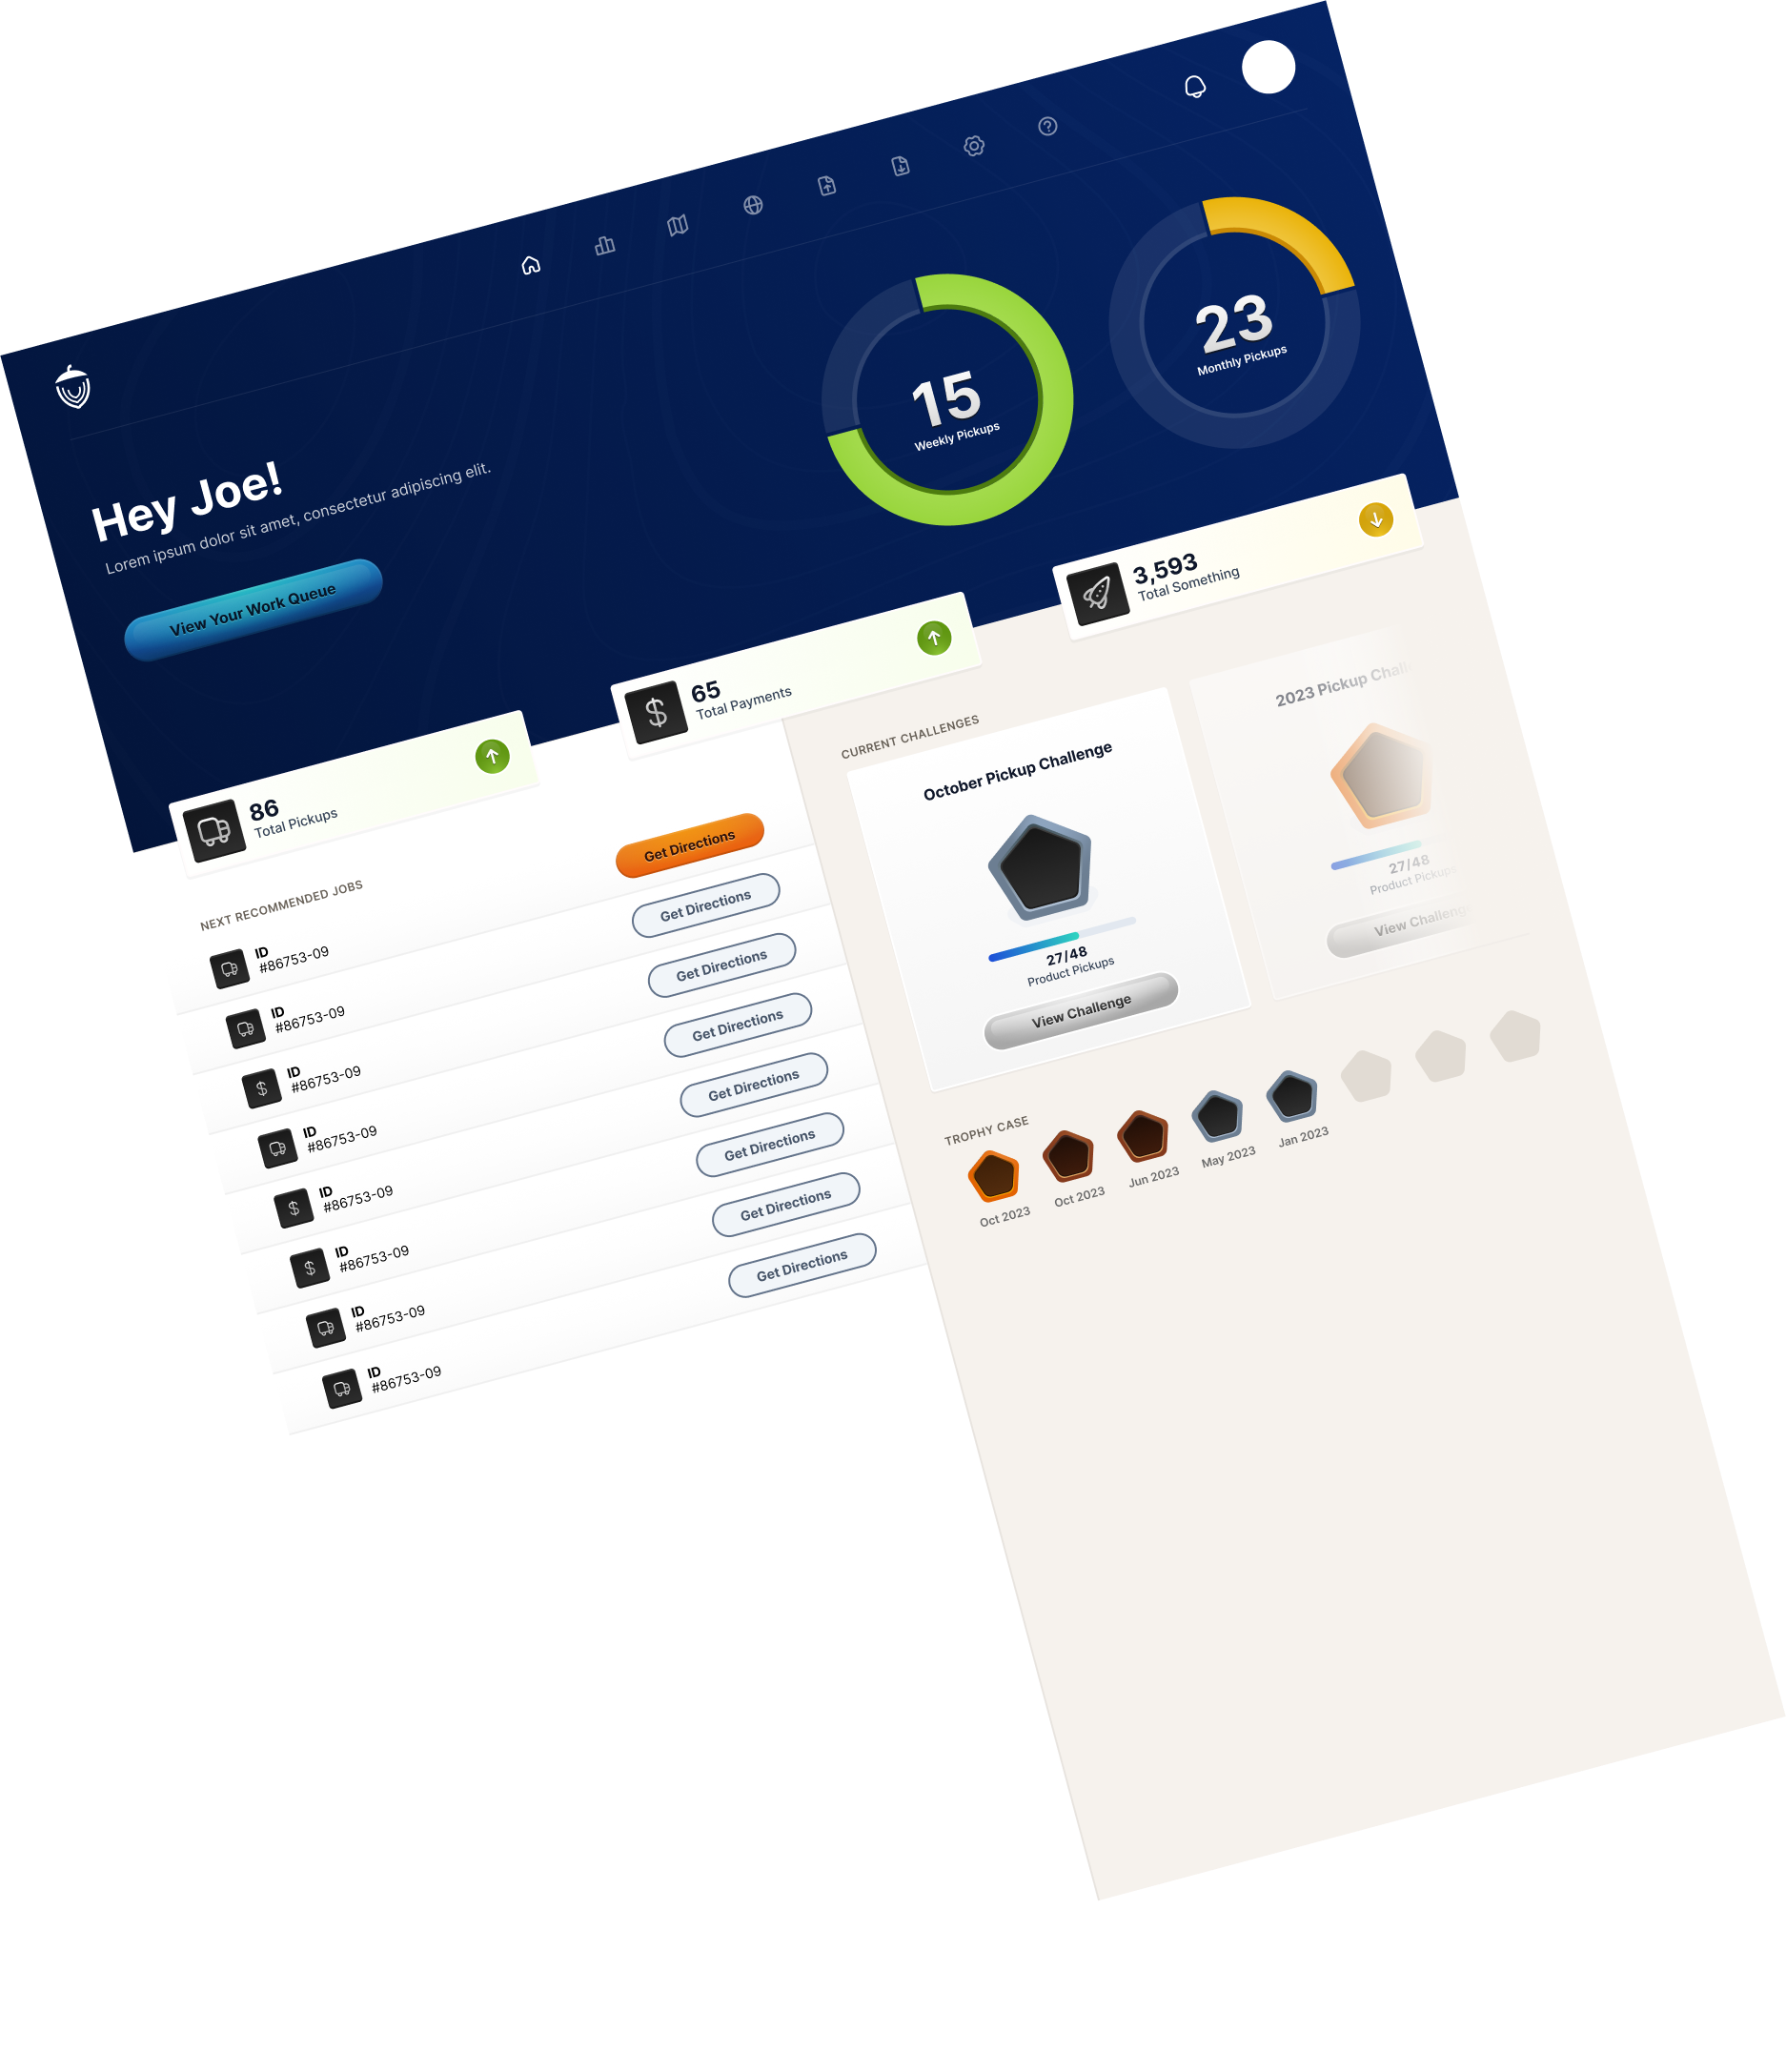 Hey Joe!
Lorem ipsum dolor sit amet, consectetur adipiscing elit.
View Your Work Queue
15
Weekly Pickups
23
Monthly Pickups
86
Total Pickups
65
Total Payments
3,593
Total Something
NEXT RECOMMENDED JOBS
ID
#86753-09
Get Directions
ID
#86753-09
Get Directions
ID
#86753-09
Get Directions
ID
#86753-09
Get Directions
ID
#86753-09
Get Directions
ID
#86753-09
Get Directions
ID
#86753-09
Get Directions
ID
#86753-09
Get Directions
CURRENT CHALLENGES
October Pickup Challenge
27/48
Product Pickups
View Challenge
2023 Pickup Chall
27/48
Product Pickups
View Challenge
TROPHY CASE
Oct 2023
Oct 2023
Jun 2023
May 2023
Jan 2023